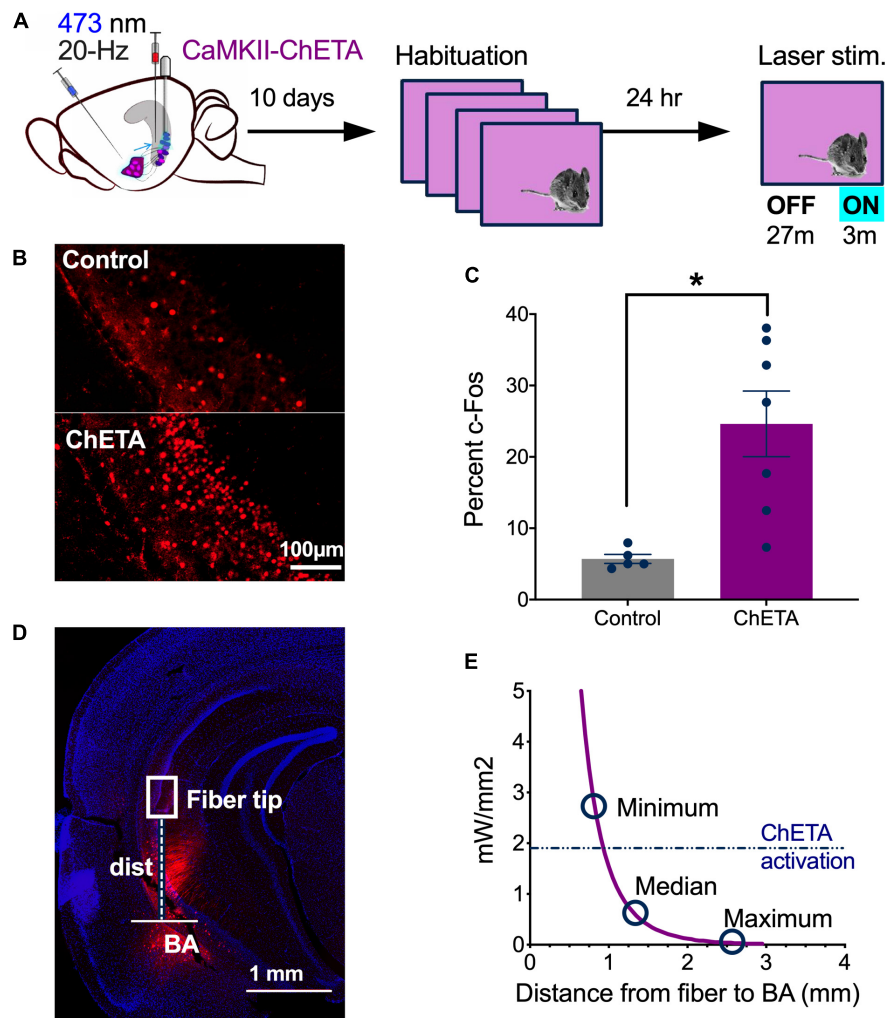 A
473 nm
20-Hz
CaMKII-ChETA
10 days
Habituation
24 hr
Laser stim.
OFF ON
27m 3m
B
Control
ChETA
100µm
C
*
Percent c-Fos
40
30
20
10
0
Control ChETA
D
Fiber tip
dist
BA
1 mm
E
mW/mm2
5
4
3
2
1
0
Minimum
ChETA
activation
Median
Maximum
0 1 2 3 4
Distance from fiber to BA (mm)